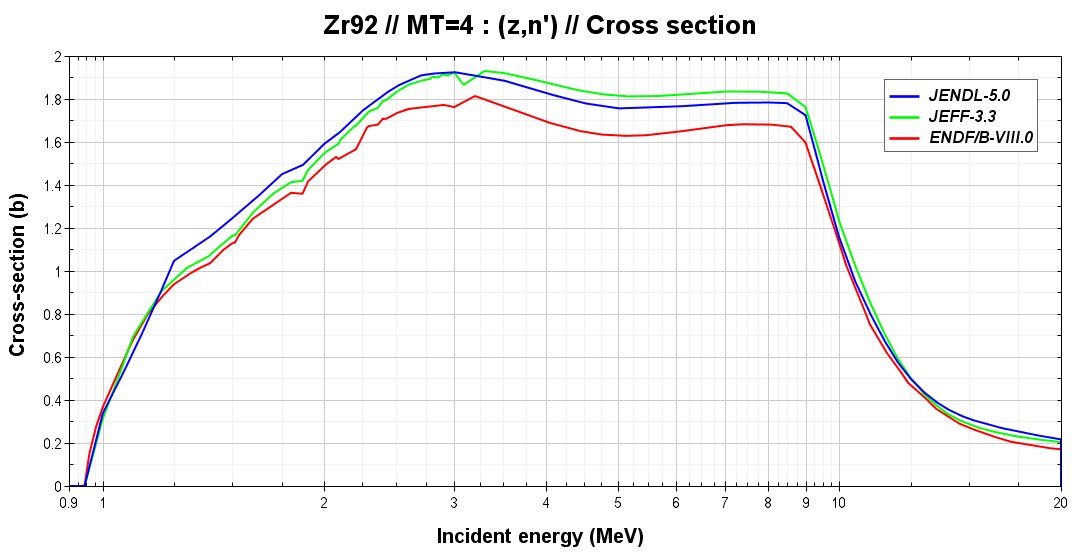 Zr92 // MT=4 : (z,n') // Cross section
Cross-section (b)
2
1.8
1.6
1.4
1.2
1
0.8
0.6
0.4
0.2
0
JENDL-5.0
JEFF-3.3
ENDF/B-VIII.0
0.9 1 2 3 4 5 6 7 8 9 10 20
Incident energy (MeV)